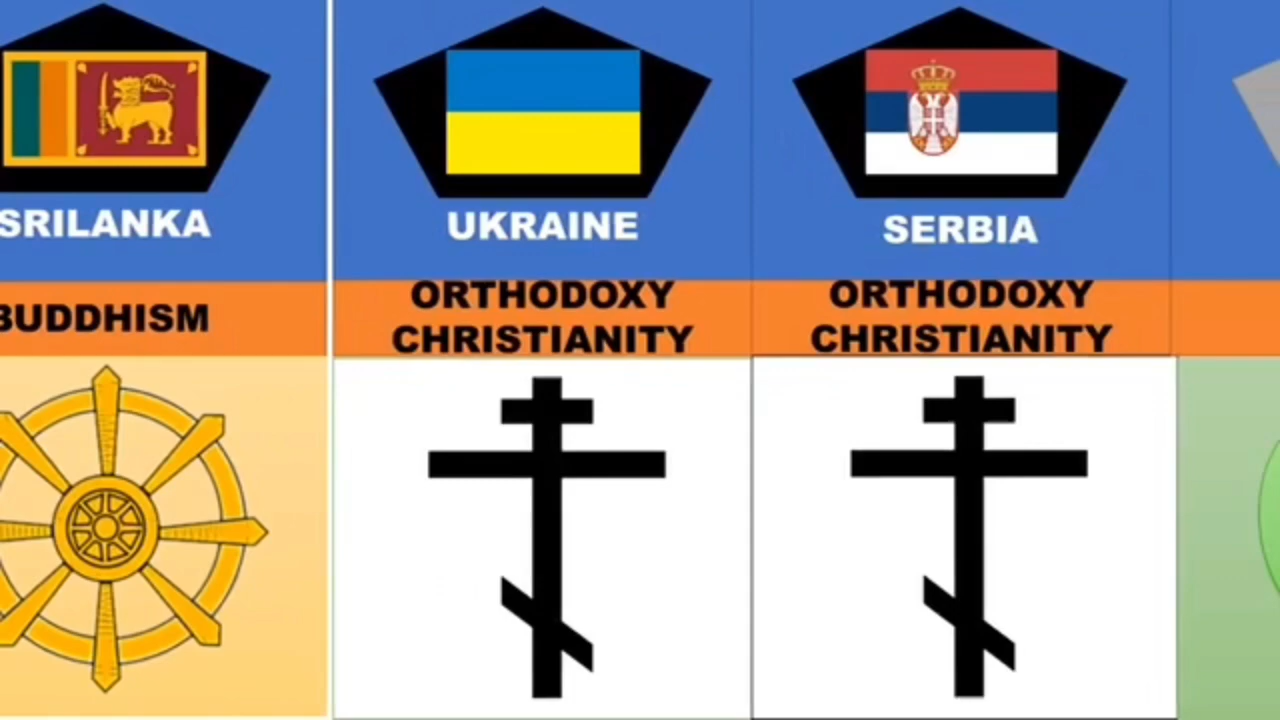 SRILANKA
BUDDHISM
UKRAINE
ORTHODOXY
CHRISTIANITY
SERBIA
ORTHODOXY
CHRISTIANITY